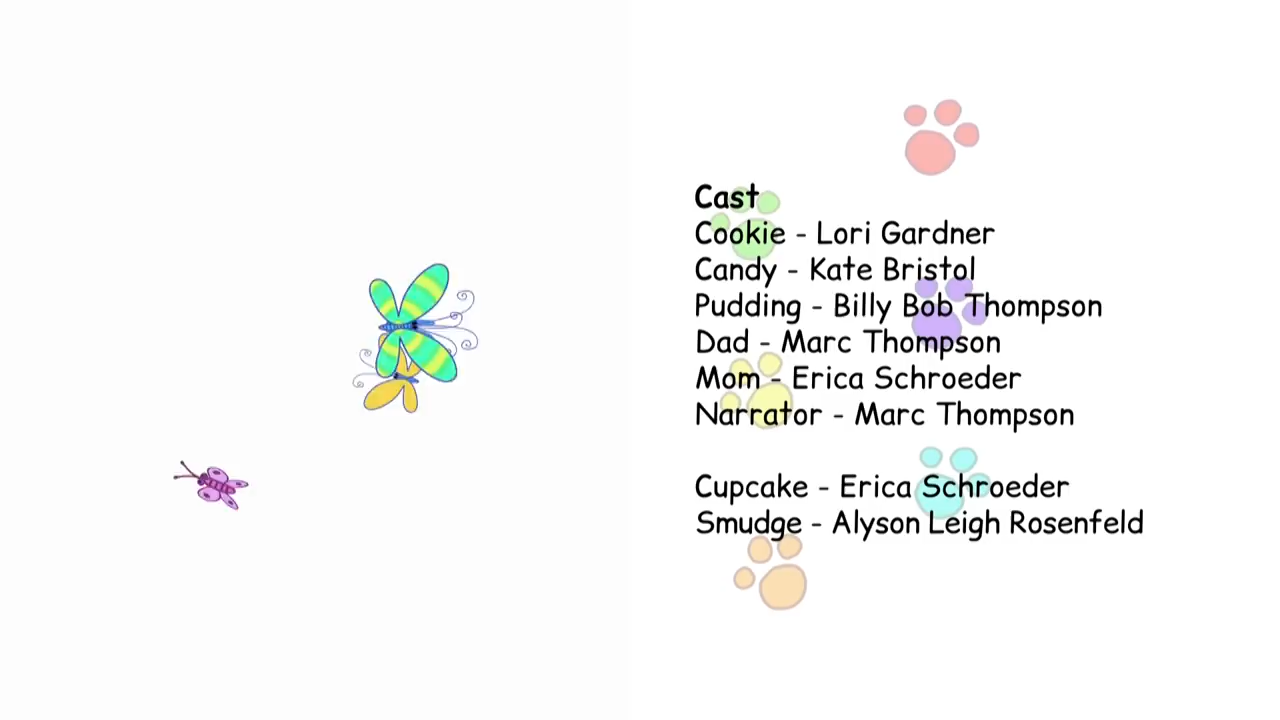 Cast
Cookie - Lori Gardner
Candy - Kate Bristol
Pudding - Billy Bob Thompson
Dad - Marc Thompson
Mom - Erica Schroeder
Narrator - Marc Thompson
Cupcake - Erica Schroeder
Smudge - Alyson Leigh Rosenfeld